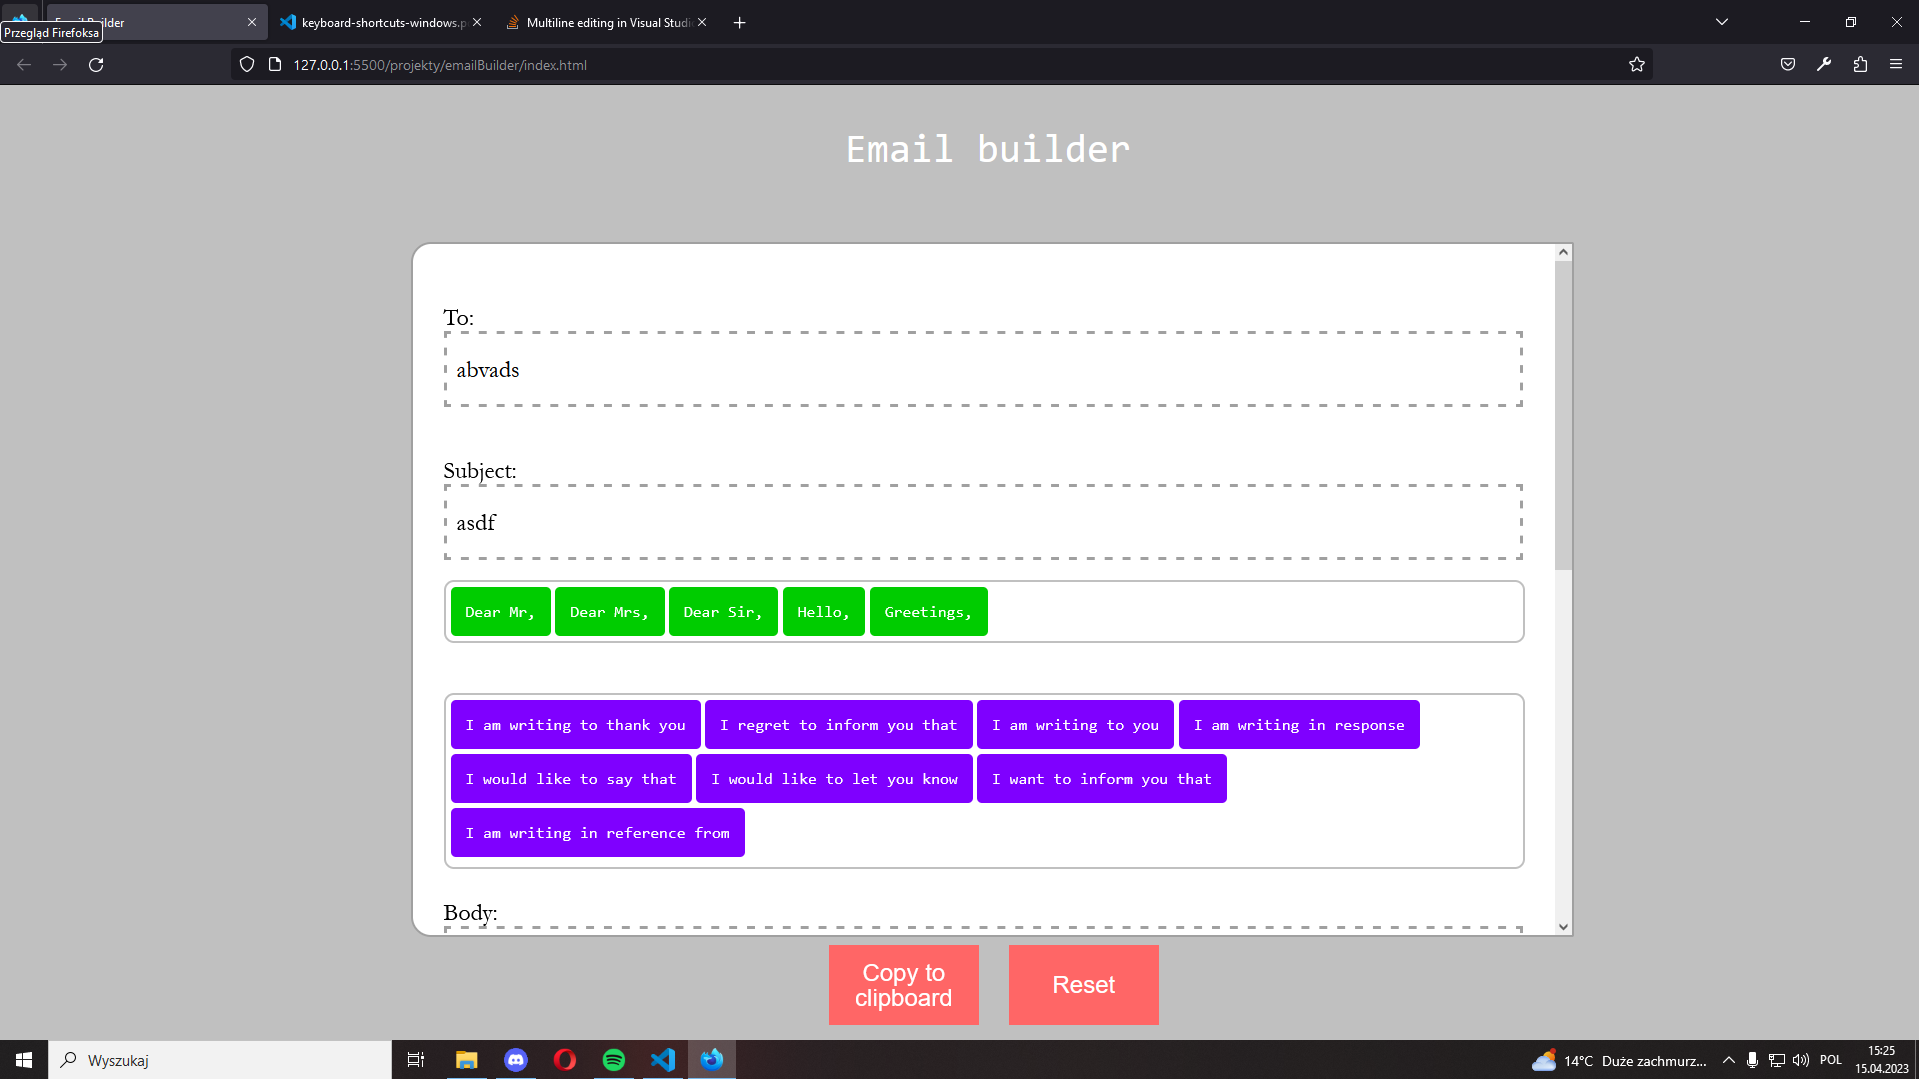 Email Builder
keyboard-shortcuts-windows.p
Multiline editing in Visual Studi
Przegląd Firefoksa
127.0.0.1:5500/projekty/emailBuilder/index.html
Email builder
To:
abvads
Subject:
asdf
Dear Mr, Dear Mrs, Dear Sir, Hello, Greetings,
I am writing to thank you I regret to inform you that I am writing to you I am writing in response
I would like to say that I would like to let you know I want to inform you that
I am writing in reference from
Body:
Copy to
clipboard
Reset
Wyszukaj
14°C Duże zachmurz...
POL
15:25
15.04.2023